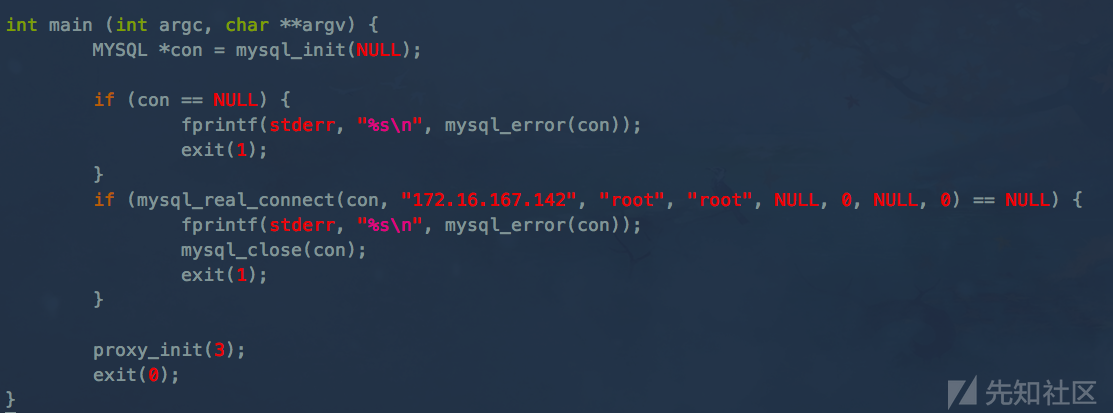 int main (int argc, char **argv) {
        MYSQL *con = mysql_init(NULL);

        if (con == NULL) {
                fprintf(stderr, "%s\n", mysql_error(con));
                exit(1);
        }
        if (mysql_real_connect(con, "172.16.167.142", "root", "root", NULL, 0, NULL, 0) == NULL) {
                fprintf(stderr, "%s\n", mysql_error(con));
                mysql_close(con);
                exit(1);
        }

        proxy_init(3);
        exit(0);
}
先知社区